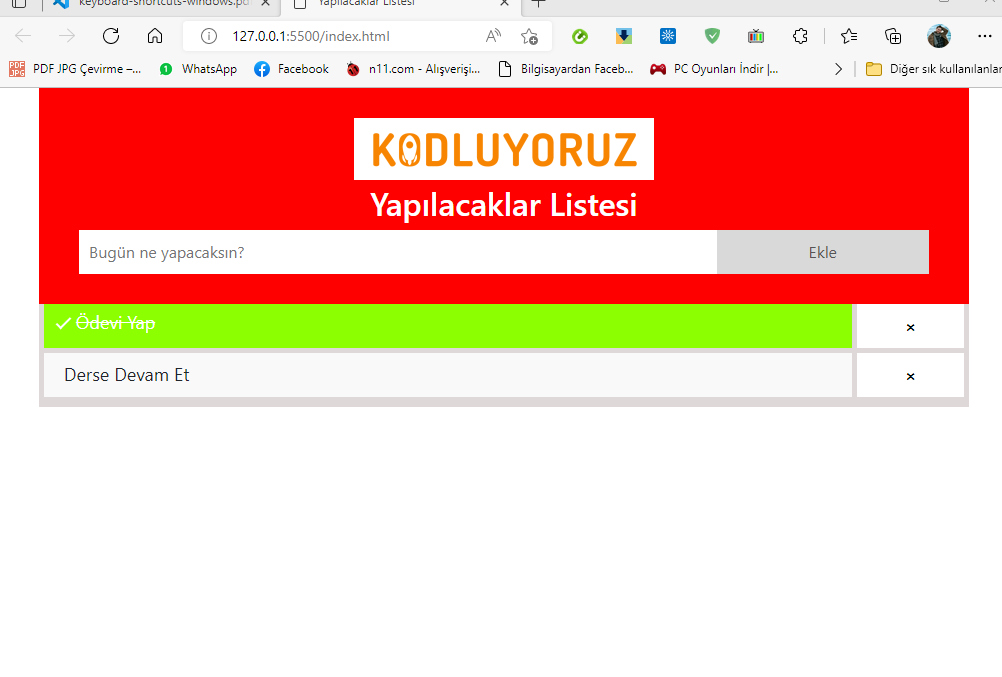 keyboard-shortcuts-windows.pdf
Yapılacaklar Listesi
127.0.0.1:5500/index.html
PDF JPG Çevirme –...
WhatsApp
Facebook
n11.com - Alışverişi...
Bilgisayardan Faceb...
PC Oyunları İndir |...
Diğer sık kullanılanlar
KODLUYORUZ
Yapılacaklar Listesi
Bugün ne yapacaksın?
Ekle
Ödevi Yap
×
Derse Devam Et
×